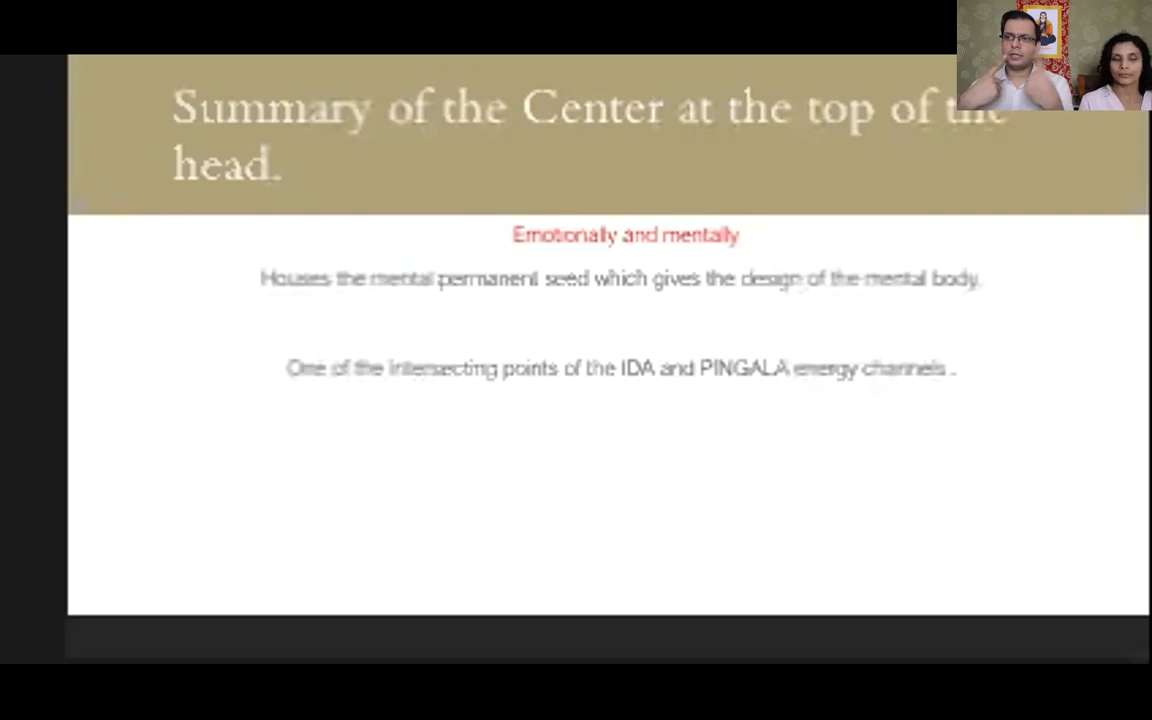 Summary of the Center at the top of the
head.
Emotionally and mentally
Houses the mental permanent seed which gives the design of the mental body.
One of the intersecting points of the IDA and PINGALA energy channels .